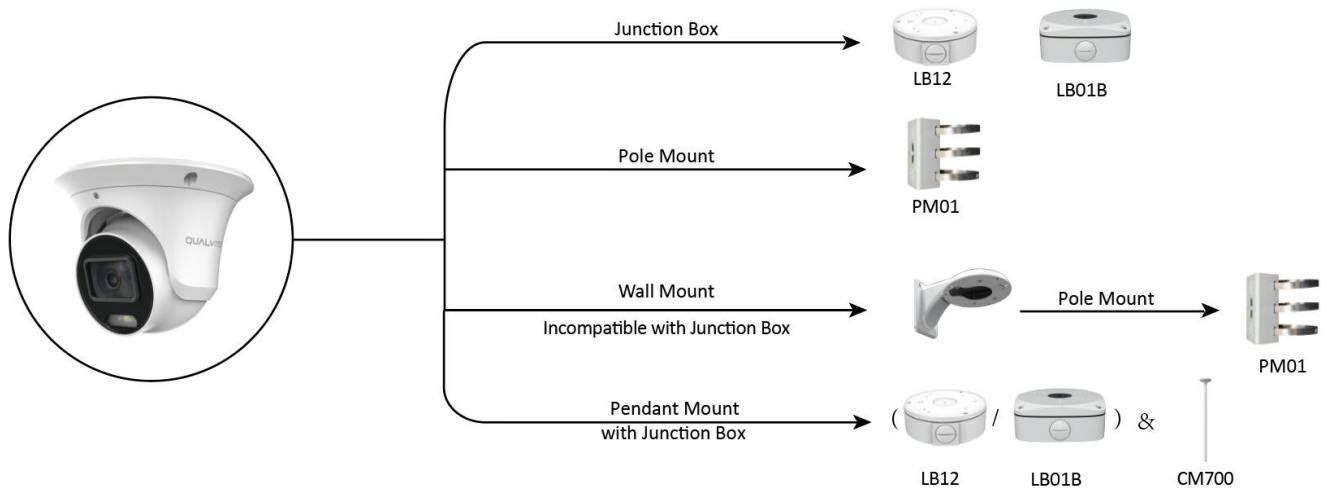 Junction Box
LB12
LB01B
Pole Mount
PM01
QUALVIS
Wall Mount
Incompatible with Junction Box
Pole Mount
PM01
Pendant Mount
with Junction Box
( / ) &
LB12
LB01B
CM700